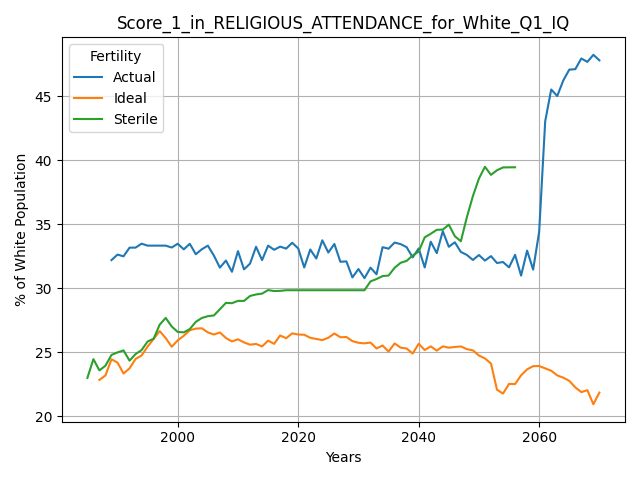 Score_1_in_RELIGIOUS_ATTENDANCE_for_White_Q1_IQ
Fertility
Actual
Ideal
Sterile
% of White Population
45
40
35
30
25
20
2000
2020
2040
2060
Years